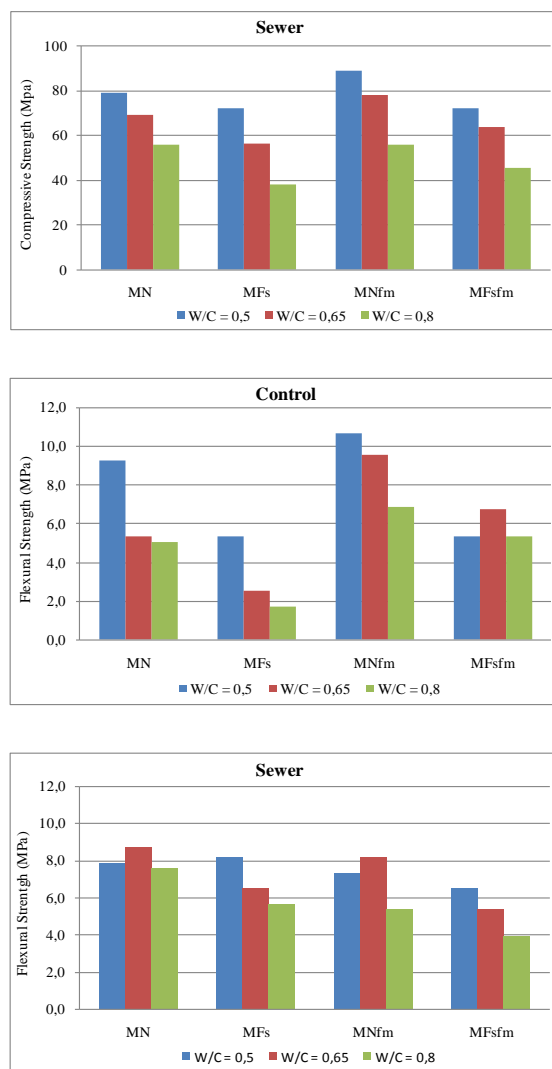 Sewer
Compressive Strength (Mpa)
100
80
60
40
20
0
MN MFs MNfm MFsfm
W/C = 0,5 W/C = 0,65 W/C = 0,8
Control
Flexural Strength (MPa)
12,0
10,0
8,0
6,0
4,0
2,0
0,0
MN MFs MNfm MFsfm
W/C = 0,5 W/C = 0,65 W/C = 0,8
Sewer
Flexural Strentgh (MPa)
12,0
10,0
8,0
6,0
4,0
2,0
0,0
MN MFs MNfm MFsfm
W/C = 0,5 W/C = 0,65 W/C = 0,8